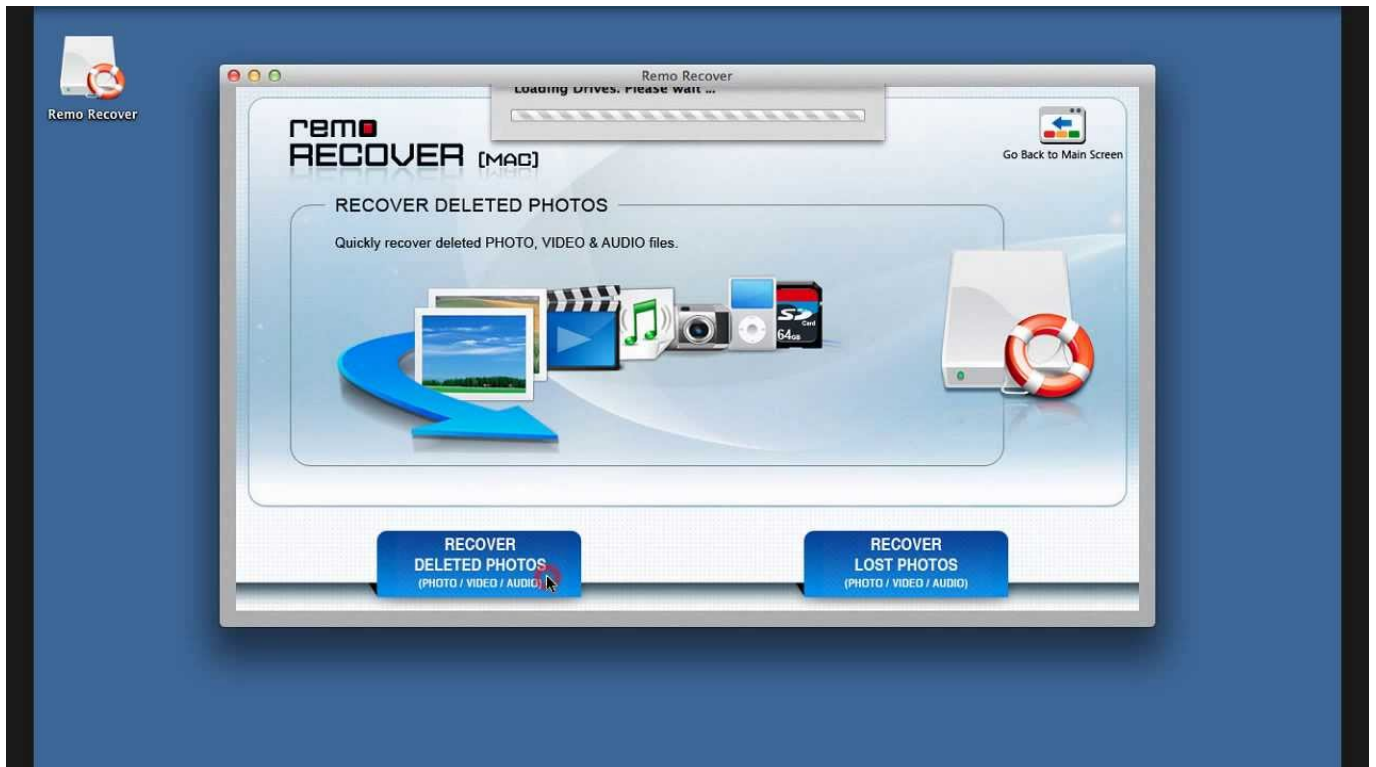 Remo Recover
Remo Recover
Loading Drives. Please wait ...
remo
RECOVER [MAC]
Go Back to Main Screen
RECOVER DELETED PHOTOS
Quickly recover deleted PHOTO, VIDEO & AUDIO files.
SD
Card
64GB
RECOVER
DELETED PHOTOS
(PHOTO / VIDEO / AUDIO)
RECOVER
LOST PHOTOS
(PHOTO / VIDEO / AUDIO)